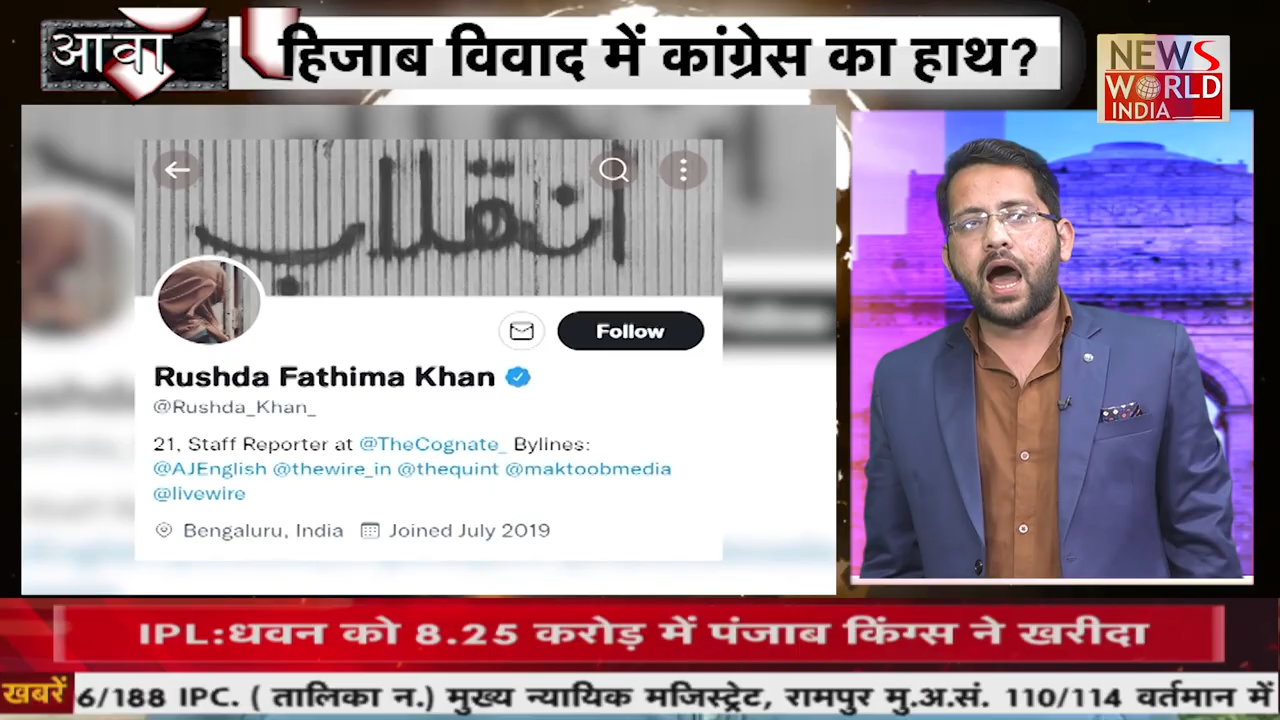 आवा
हिजाब विवाद में कांग्रेस का हाथ?
NEWS
WORLD
INDIA
انقلاب
Follow
Rushda Fathima Khan
@Rushda_Khan_
21, Staff Reporter at @TheCognate_ Bylines:
@AJEnglish @thewire_in @thequint @maktoobmedia
@livewire
Bengaluru, India Joined July 2019
IPL:धवन को 8.25 करोड़ में पंजाब किंग्स ने खरीदा
खबरें 6/188 IPC. ( तालिका न.) मुख्य न्यायिक मजिस्ट्रेट, रामपुर मु.अ.सं. 110/114 वर्तमान में